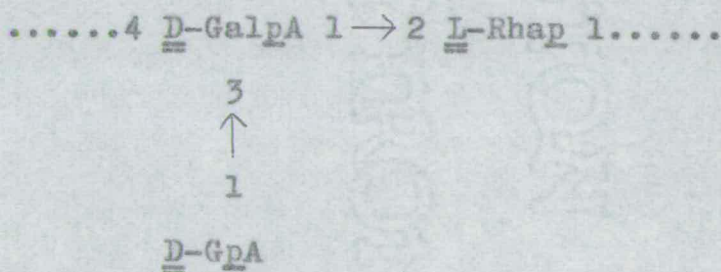 ......4 D-GalpA 1→2 L-Rhap 1......
3
↑
1
D-GpA